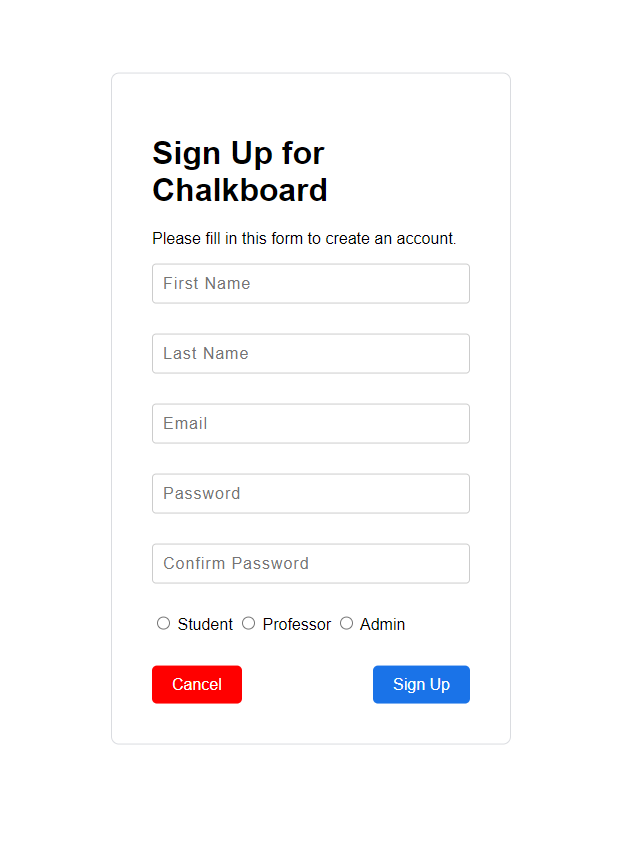 Sign Up for
Chalkboard
Please fill in this form to create an account.
First Name
Last Name
Email
Password
Confirm Password
Student Professor Admin
Cancel Sign Up